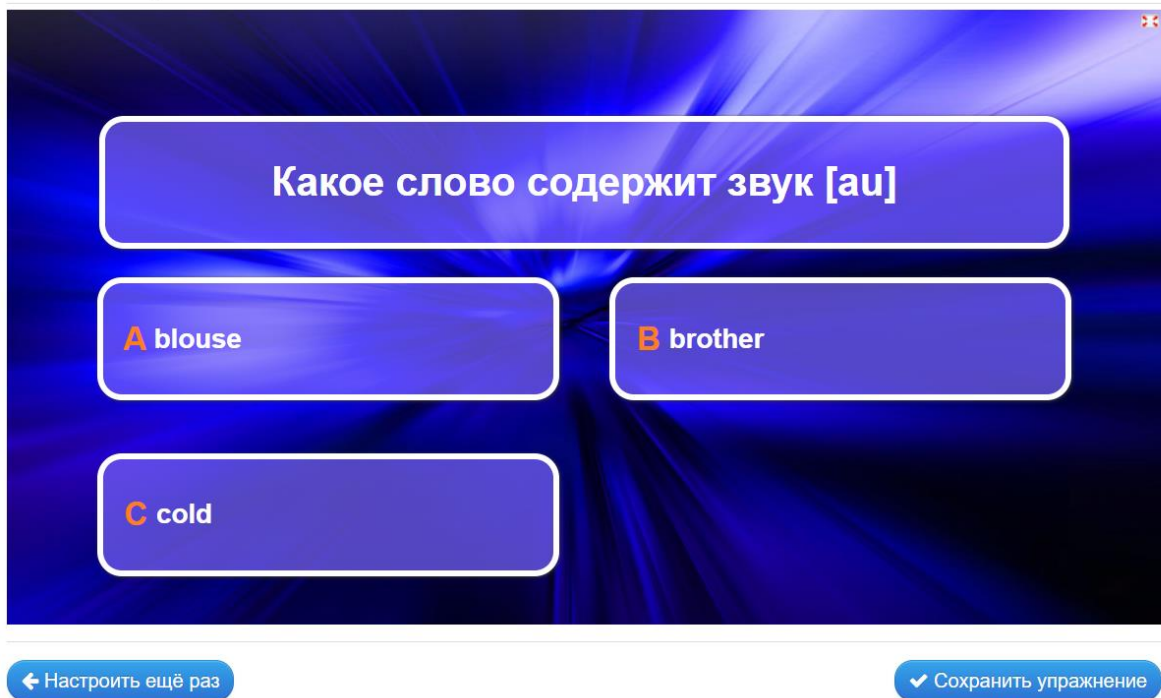 Какое слово содержит звук [au]
A blouse
B brother
C cold
Настроить ещё раз
Сохранить упражнение